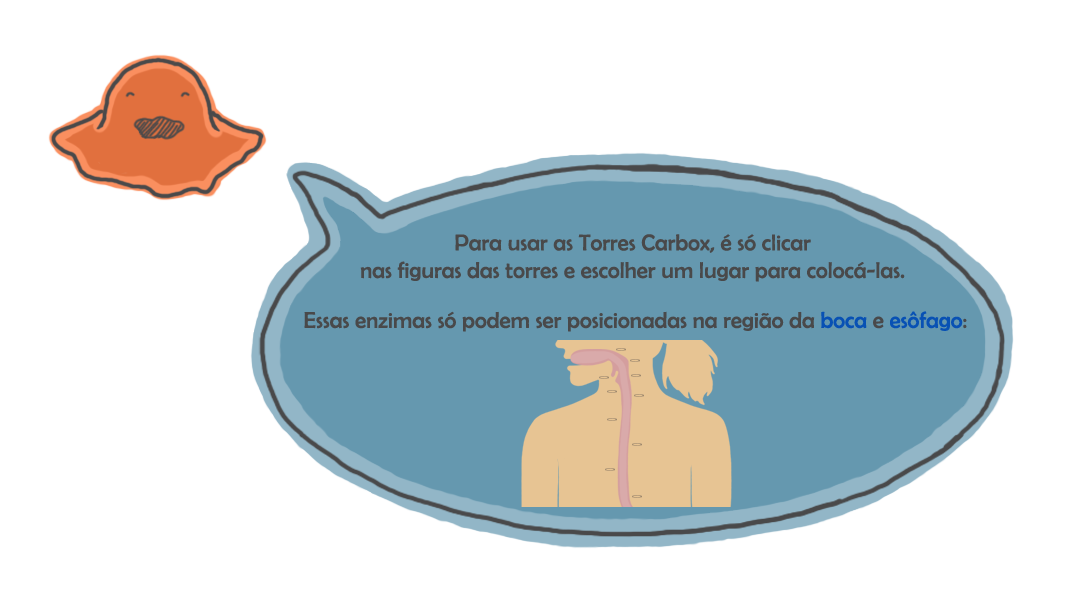 Para usar as Torres Carbox, é só clicar
nas figuras das torres e escolher um lugar para colocá-las.
Essas enzimas só podem ser posicionadas na região da boca e esôfago: